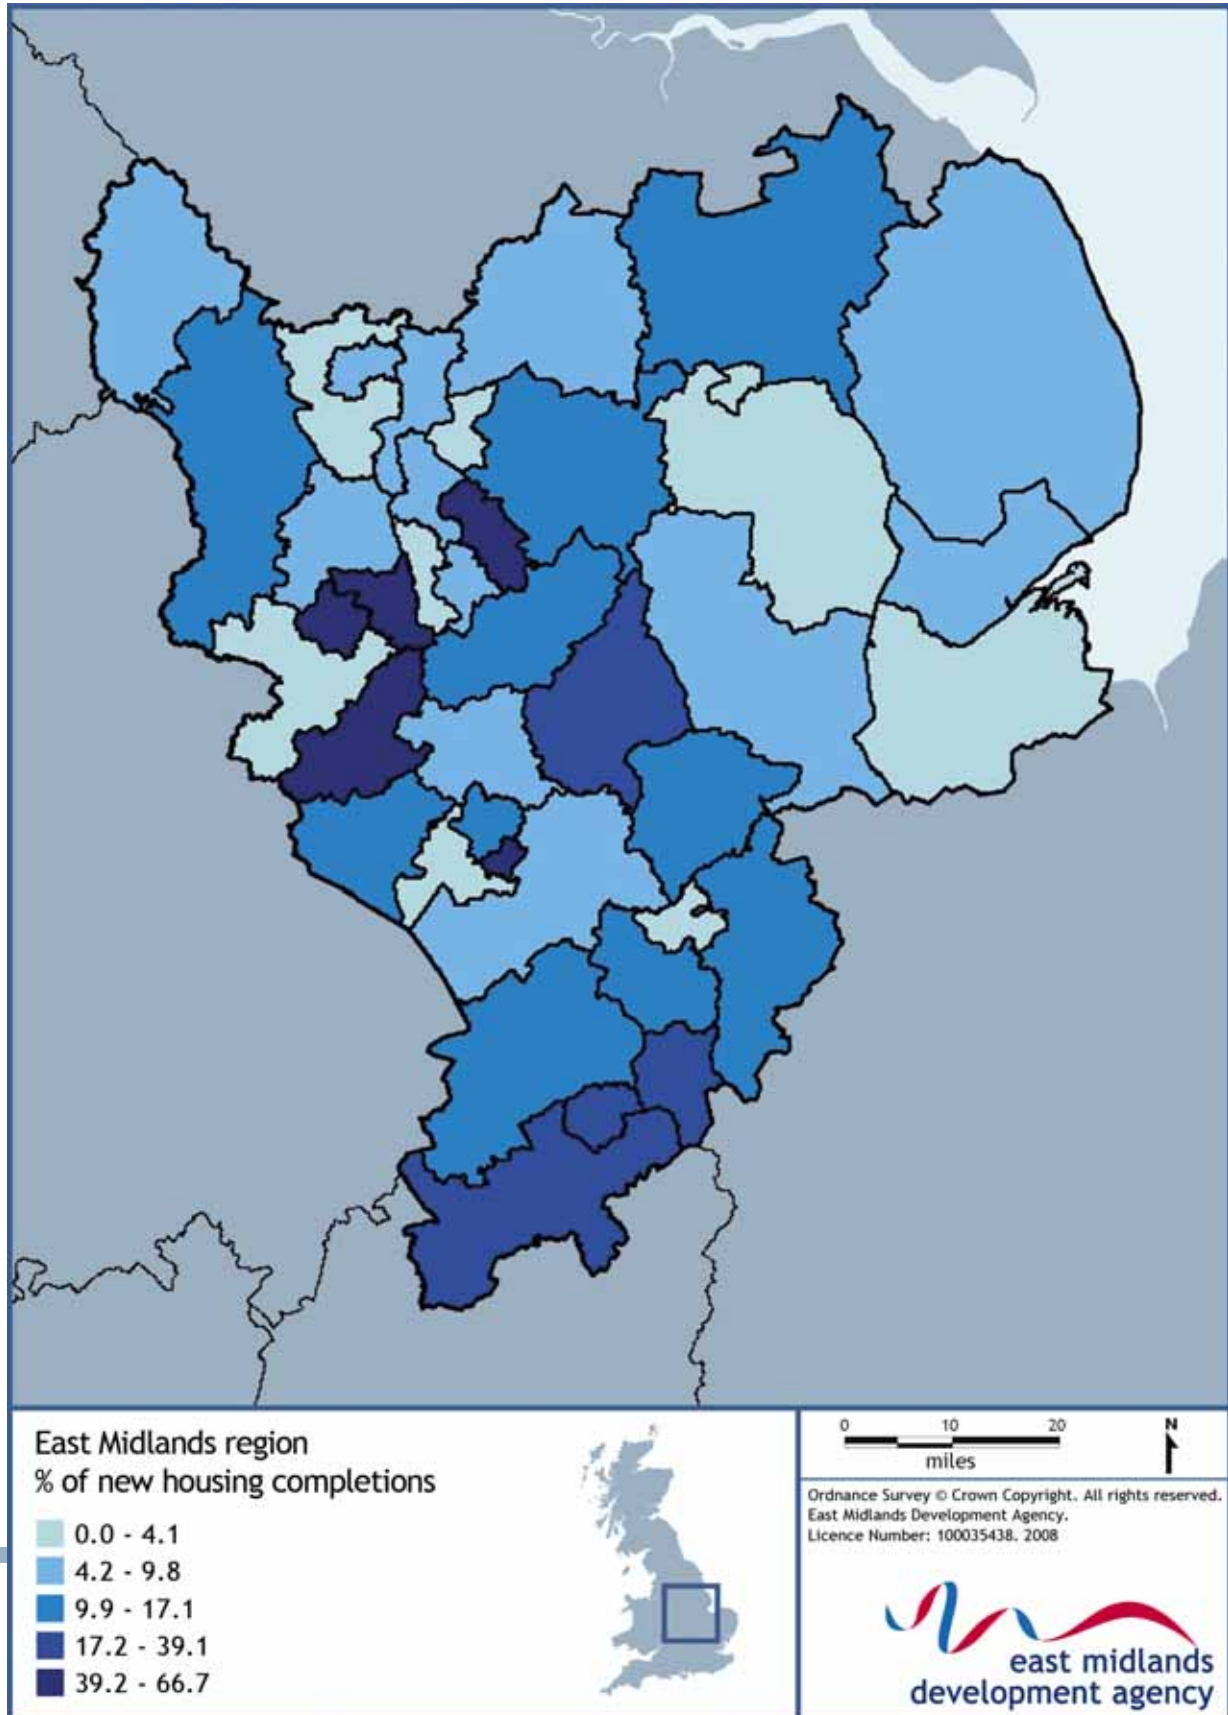 East Midlands region
% of new housing completions
0.0 - 4.1
4.2 - 9.8
9.9 - 17.1
17.2 - 39.1
39.2 - 66.7
0 10 20
miles
N
Ordnance Survey © Crown Copyright. All rights reserved.
East Midlands Development Agency.
Licence Number: 100035438. 2008
east midlands
development agency